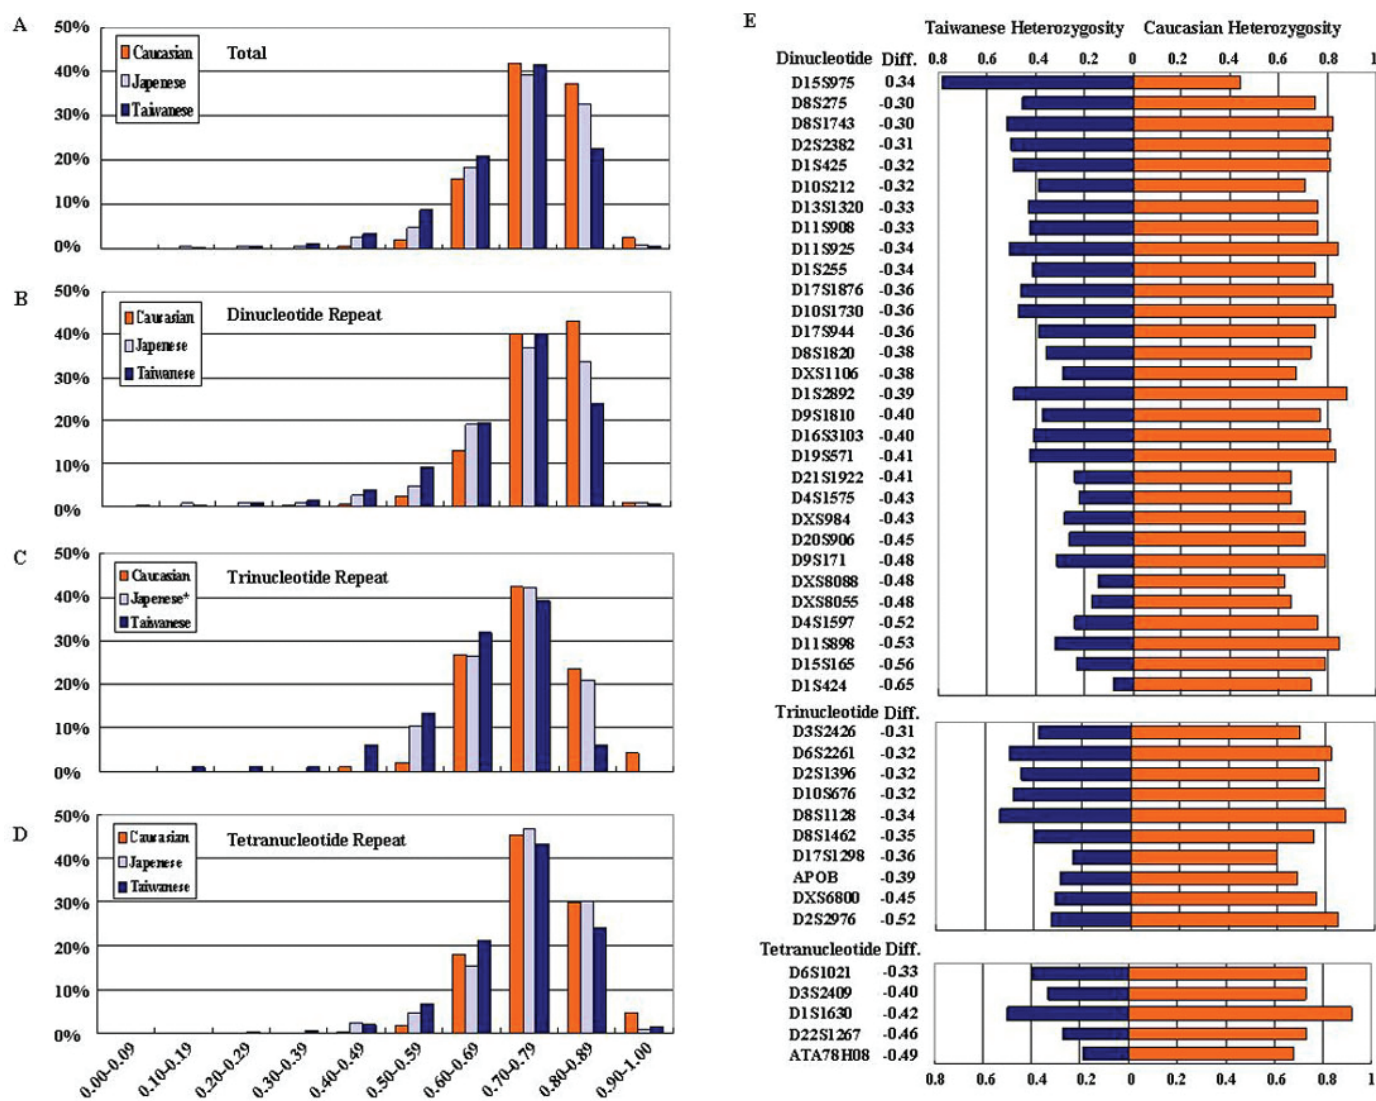 A
50%
40%
30%
20%
10%
0%
Caucasian
Japenese
Taiwanese
Total
B
50%
40%
30%
20%
10%
0%
Caucasian
Japenese
Taiwanese
Dinucleotide Repeat
C
50%
40%
30%
20%
10%
0%
Caucasian
Japenese*
Taiwanese
Trinucleotide Repeat
D
50%
40%
30%
20%
10%
0%
Caucasian
Japenese
Taiwanese
Tetranucleotide Repeat
0.00-0.09 0.10-0.19 0.20-0.29 0.30-0.39 0.40-0.49 0.50-0.59 0.60-0.69 0.70-0.79 0.80-0.89 0.90-1.00
E
Taiwanese Heterozygosity Caucasian Heterozygosity
Dinucleotide Diff. 0.8 0.6 0.4 0.2 0 0.2 0.4 0.6 0.8 1
D15S975 0.34
D8S275 -0.30
D8S1743 -0.30
D2S2382 -0.31
D1S425 -0.32
D10S212 -0.32
D13S1320 -0.33
D11S908 -0.33
D11S925 -0.34
D1S255 -0.34
D17S1876 -0.36
D10S1730 -0.36
D17S944 -0.36
D8S1820 -0.38
DXS1106 -0.38
D1S2892 -0.39
D9S1810 -0.40
D16S3103 -0.40
D19S571 -0.41
D21S1922 -0.41
D4S1575 -0.43
DXS984 -0.43
D20S906 -0.45
D9S171 -0.48
DXS8088 -0.48
DXS8055 -0.48
D4S1597 -0.52
D11S898 -0.53
D15S165 -0.56
D1S424 -0.65
Trinucleotide Diff.
D3S2426 -0.31
D6S2261 -0.32
D2S1396 -0.32
D10S676 -0.32
D8S1128 -0.34
D8S1462 -0.35
D17S1298 -0.36
APOB -0.39
DXS6800 -0.45
D2S2976 -0.52
Tetranucleotide Diff.
D6S1021 -0.33
D3S2409 -0.40
D1S1630 -0.42
D22S1267 -0.46
ATA78H08 -0.49
0.8 0.6 0.4 0.2 0 0.2 0.4 0.6 0.8 1